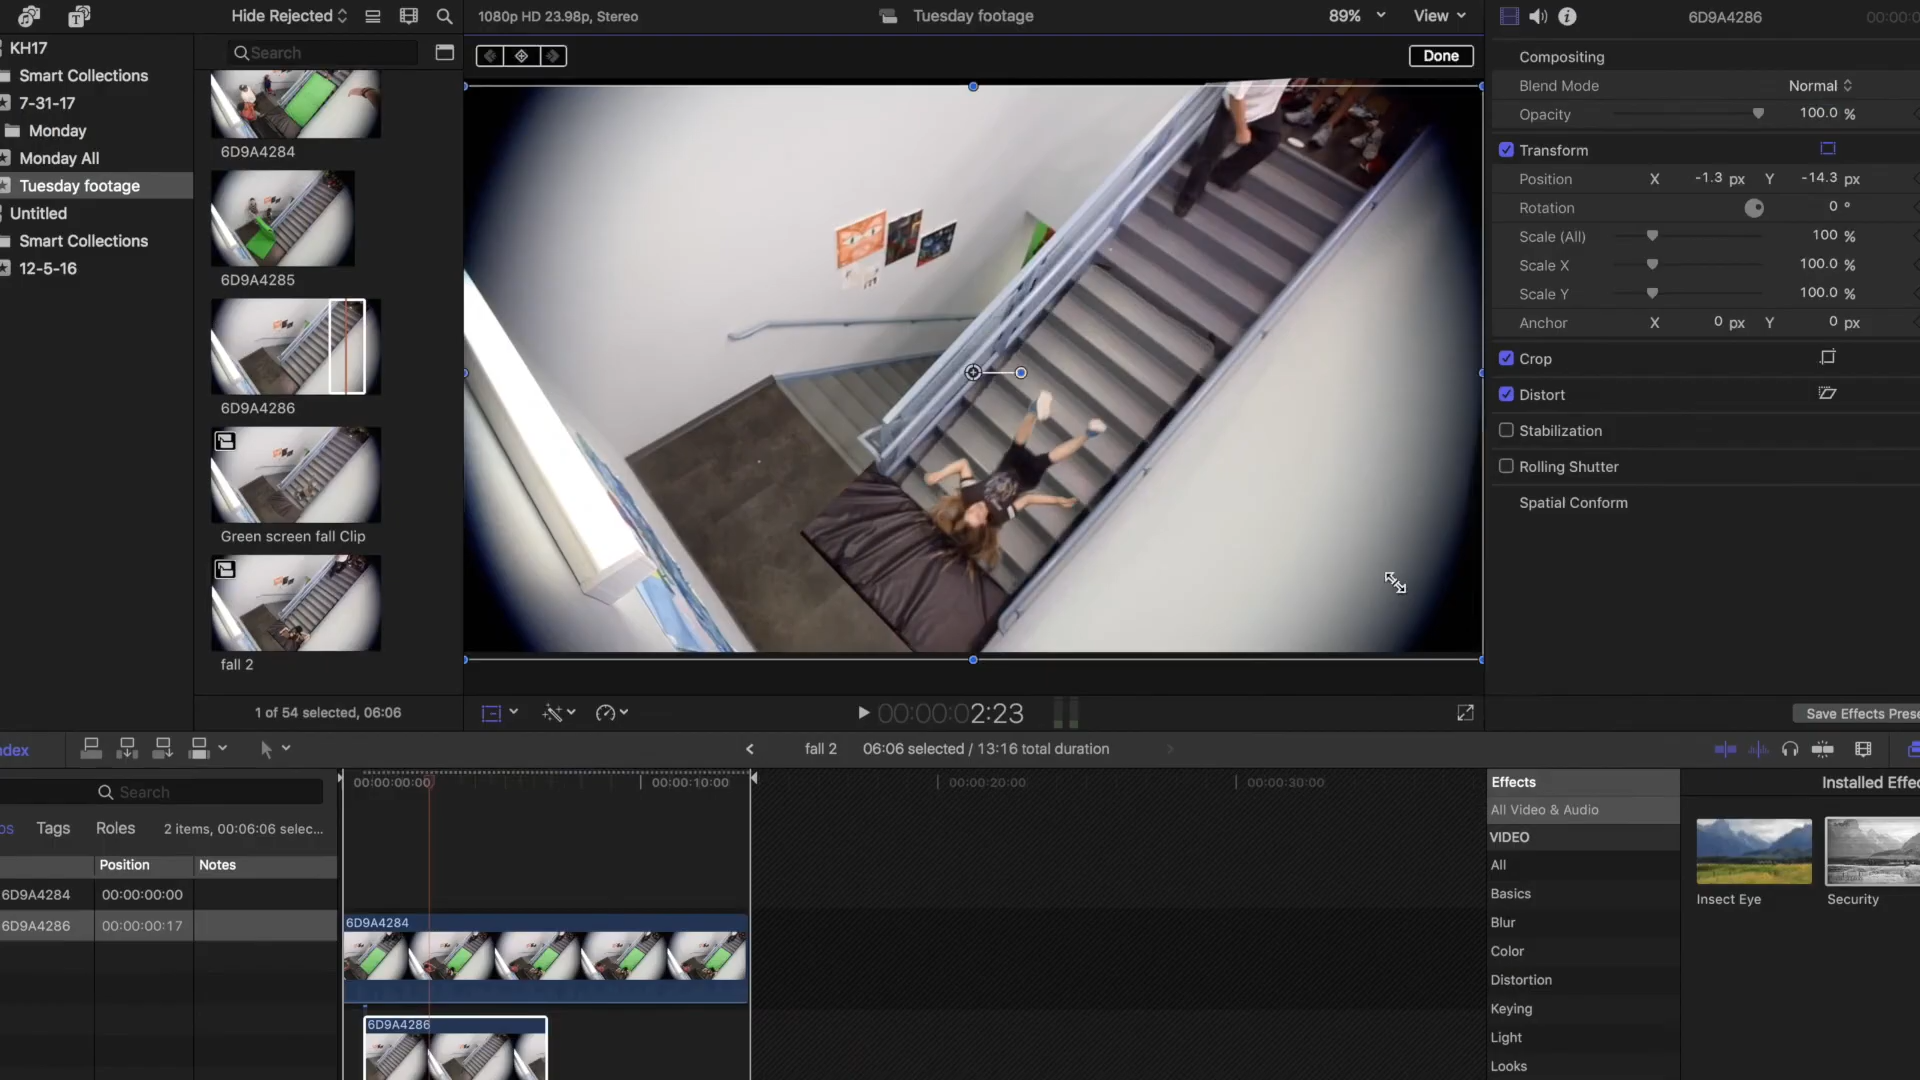 Hide Rejected
1080p HD 23.98p, Stereo
Tuesday footage
89%
View
6D9A4286
KH17
Smart Collections
7-31-17
Monday
Monday All
Tuesday footage
Untitled
Smart Collections
12-5-16
Search
6D9A4284
6D9A4285
6D9A4286
Green screen fall Clip
fall 2
1 of 54 selected, 06:06
Done
00:00:02:23
Compositing
Blend Mode Normal
Opacity 100.0 %
Transform
Position X -1.3 px Y -14.3 px
Rotation 0 °
Scale (All) 100 %
Scale X 100.0 %
Scale Y 100.0 %
Anchor X 0 px Y 0 px
Crop
Distort
Stabilization
Rolling Shutter
Spatial Conform
Save Effects Prese
ndex
fall 2 06:06 selected / 13:16 total duration
Search
Tags Roles 2 items, 00:06:06 selec...
Position Notes
6D9A4284 00:00:00:00
6D9A4286 00:00:00:17
00:00:00:00 00:00:10:00 00:00:20:00 00:00:30:00
6D9A4284
6D9A4286
Effects
All Video & Audio
VIDEO
All
Basics
Blur
Color
Distortion
Keying
Light
Looks
Installed Effec
Insect Eye
Security